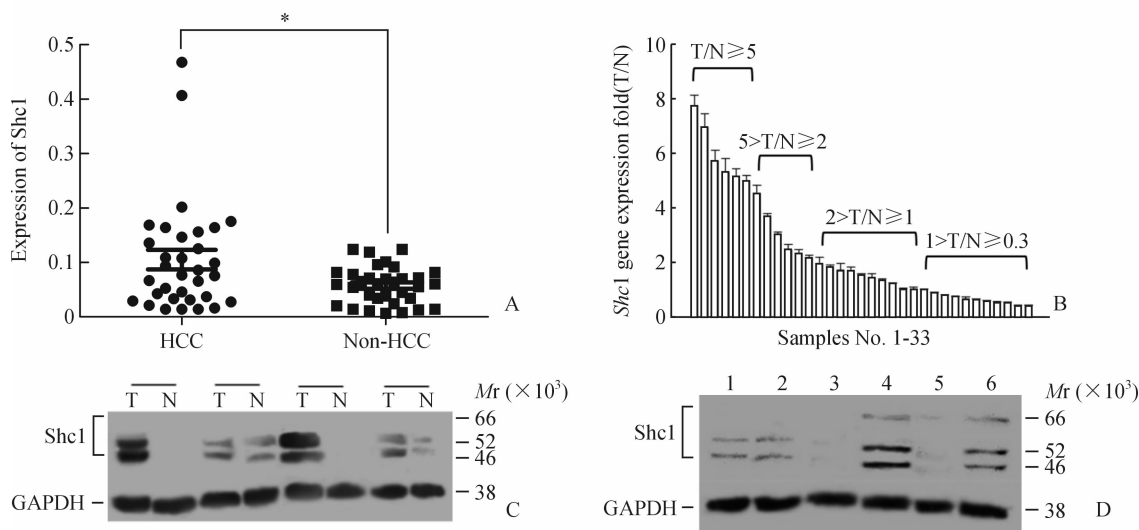 *
Expression of Shc1
0.5
0.4
0.3
0.2
0.1
0
HCC
Non-HCC
A
Shc1 gene expression fold(T/N)
10
8
6
4
2
0
T/N≥5
5>T/N≥2
2>T/N≥1
1>T/N≥0.3
B
Samples No. 1-33
T N T N T N T N
Mr (×10³)
Shc1
66
52
46
38
GAPDH
C
1 2 3 4 5 6
Mr (×10³)
Shc1
66
52
46
38
GAPDH
D